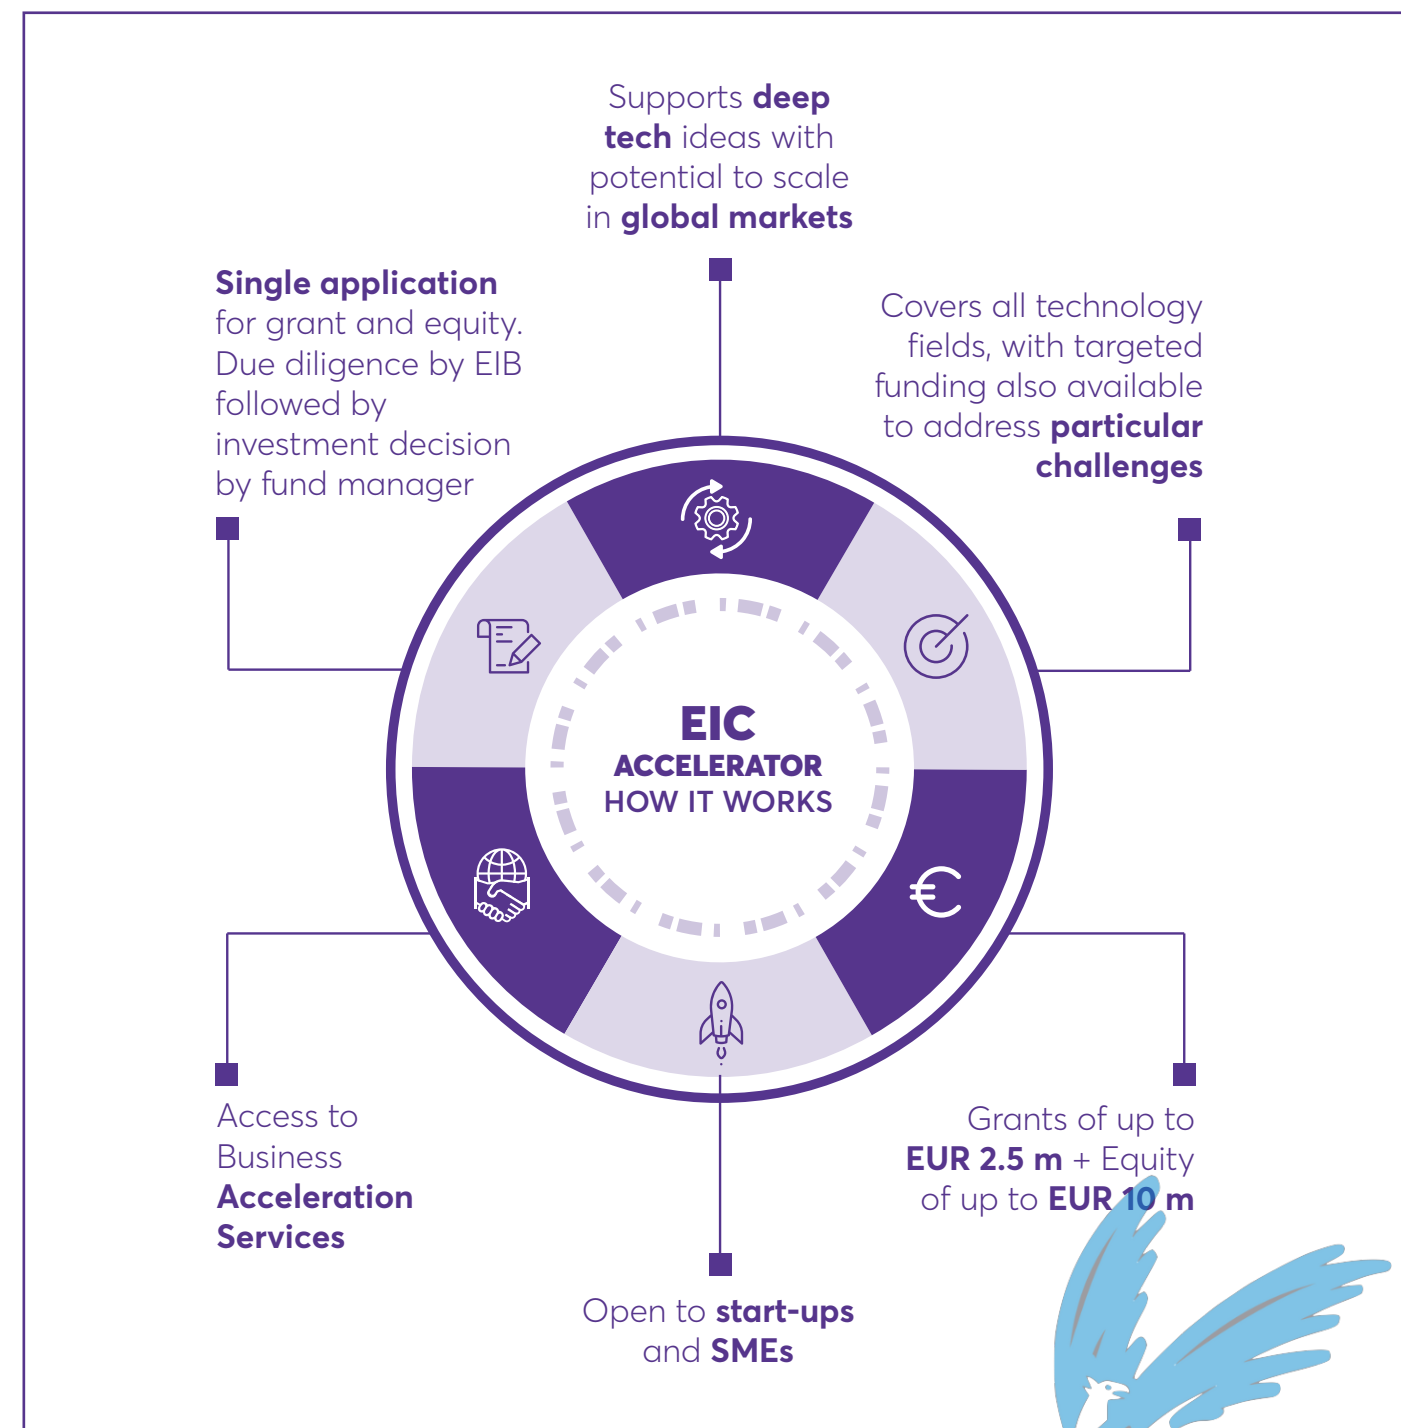 Supports deep
tech ideas with
potential to scale
in global markets
Single application
for grant and equity.
Due diligence by EIB
followed by
investment decision
by fund manager
Covers all technology
fields, with targeted
funding also available
to address particular
challenges
EIC
ACCELERATOR
HOW IT WORKS
€
Access to
Business
Acceleration
Services
Grants of up to
EUR 2.5 m + Equity
of up to EUR 10 m
Open to start-ups
and SMEs